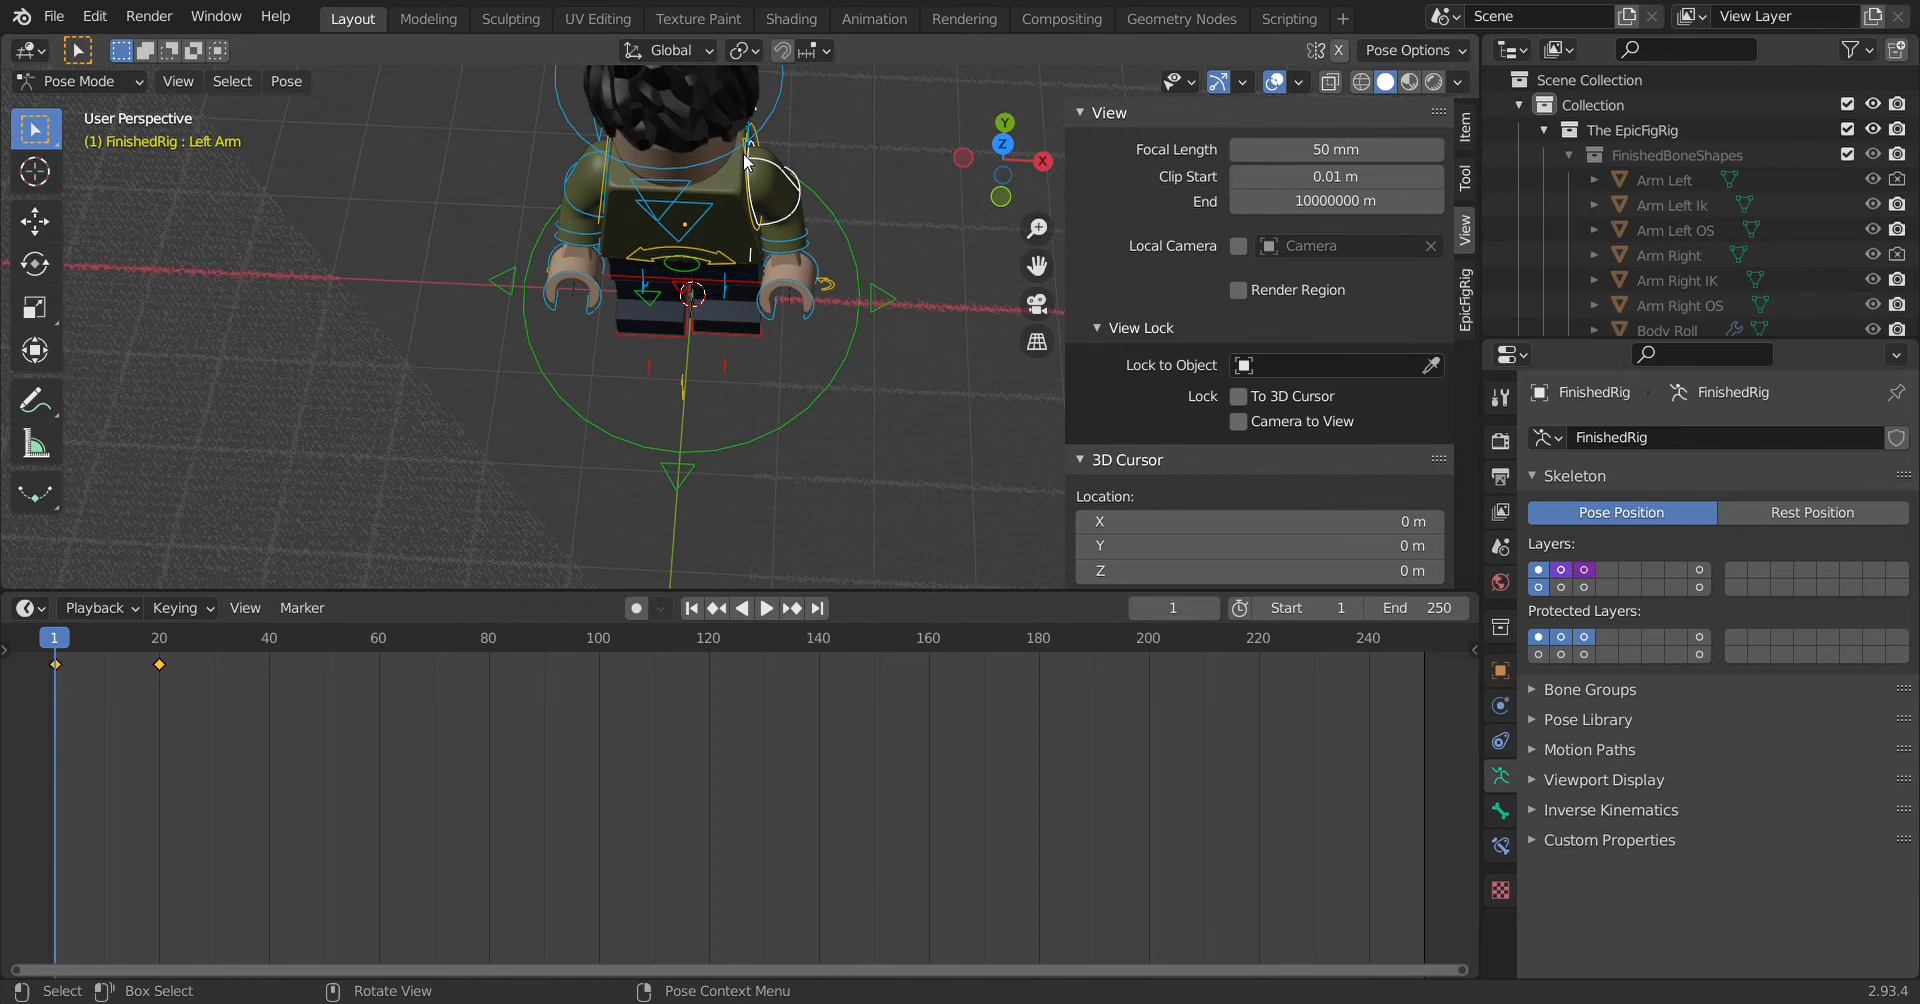 File Edit Render Window Help Layout Modeling Sculpting UV Editing Texture Paint Shading Animation Rendering Compositing Geometry Nodes Scripting + Scene View Layer
Global X Pose Options
Pose Mode View Select Pose
User Perspective
(1) FinishedRig : Left Arm
Y
Z
X
View
Focal Length 50 mm
Clip Start 0.01 m
End 10000000 m
Local Camera Camera
Render Region
View Lock
Lock to Object
Lock To 3D Cursor
Camera to View
3D Cursor
Location:
X 0 m
Y 0 m
Z 0 m
Item
Tool
View
EpicFigRig
Scene Collection
Collection
The EpicFigRig
FinishedBoneShapes
Arm Left
Arm Left Ik
Arm Left OS
Arm Right
Arm Right IK
Arm Right OS
Body Roll
FinishedRig FinishedRig
FinishedRig
Skeleton
Pose Position Rest Position
Layers:
Protected Layers:
Bone Groups
Pose Library
Motion Paths
Viewport Display
Inverse Kinematics
Custom Properties
Playback Keying View Marker 1 Start 1 End 250
1 20 40 60 80 100 120 140 160 180 200 220 240
Select Box Select Rotate View Pose Context Menu 2.93.4